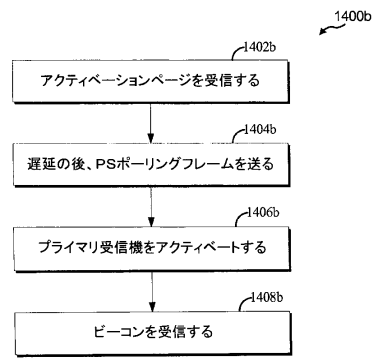 1400b
1402b
アクティベーションページを受信する
1404b
遅延の後、PSポーリングフレームを送る
1406b
プライマリ受信機をアクティベートする
1408b
ビーコンを受信する